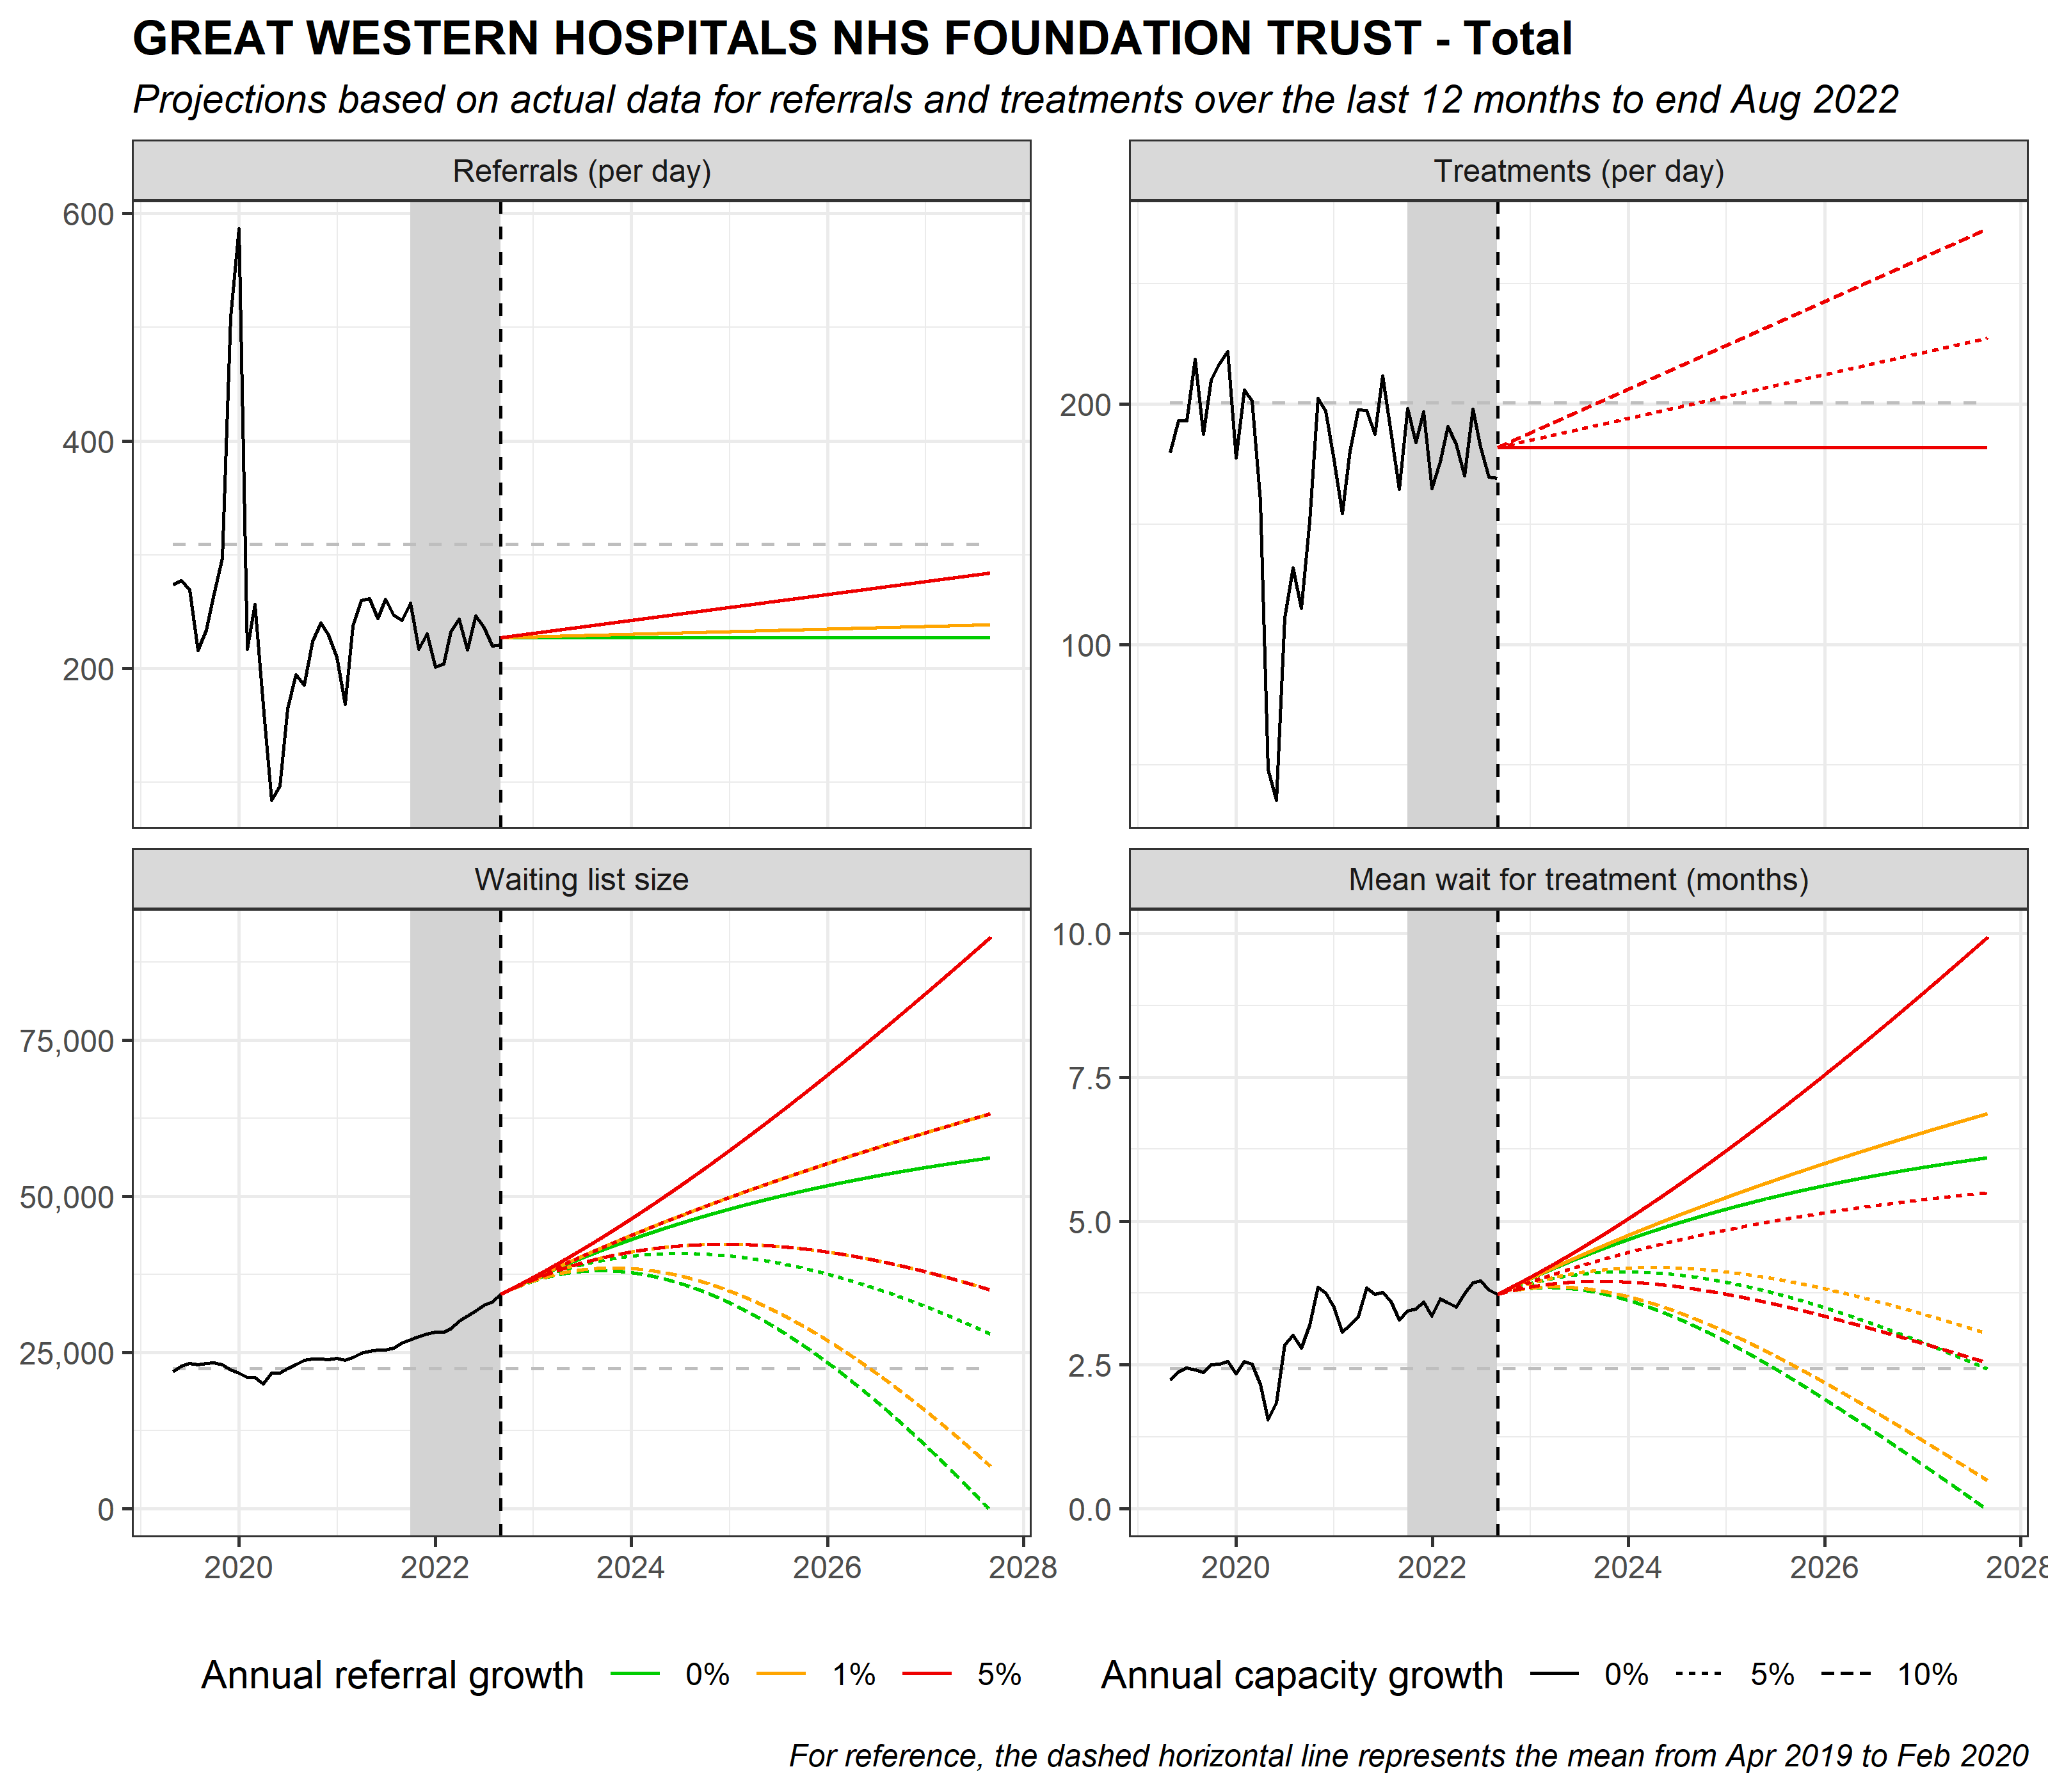 GREAT WESTERN HOSPITALS NHS FOUNDATION TRUST - Total
Projections based on actual data for referrals and treatments over the last 12 months to end Aug 2022
Referrals (per day)
600
400
200
Treatments (per day)
200
100
Waiting list size
75,000
50,000
25,000
0
2020 2022 2024 2026 2028
Mean wait for treatment (months)
10.0
7.5
5.0
2.5
0.0
2020 2022 2024 2026 2028
Annual referral growth 0% 1% 5%
Annual capacity growth 0% 5% 10%
For reference, the dashed horizontal line represents the mean from Apr 2019 to Feb 2020